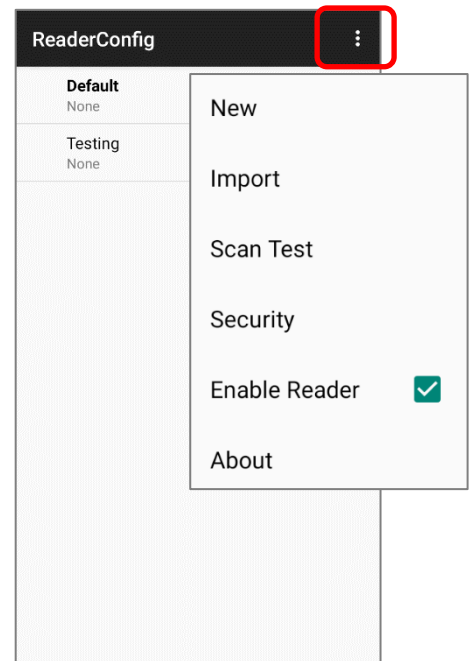 ReaderConfig
Default
None
Testing
None
New
Import
Scan Test
Security
Enable Reader
About